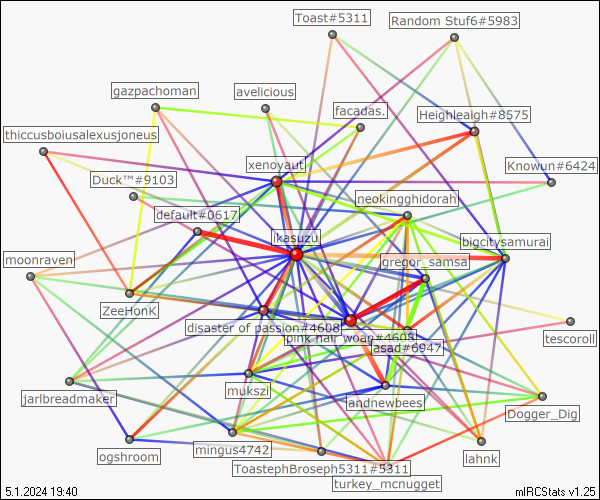 Toast#5311
Random Stuf6#5983
gazpachoman
avelicious
facadas.
Heighleaigh#8575
thiccusboiusalexusjoneus
xenoyaut
Knowun#6424
Duck™#9103
neokingghidorah
default#0617
ikasuzu
bigcitysamurai
moonraven
gregor_samsa
ZeeHonK
disaster of passion#4608
pink hair woag#4608
tescoroll
asad#6947
mukszi
jarlbreadmaker
andnewbees
Dogger_Dig
ogshroom
mingus4742
lahnk
ToastephBroseph5311#5311
turkey_mcnugget
5.1.2024 19:40
mIRCStats v1.25